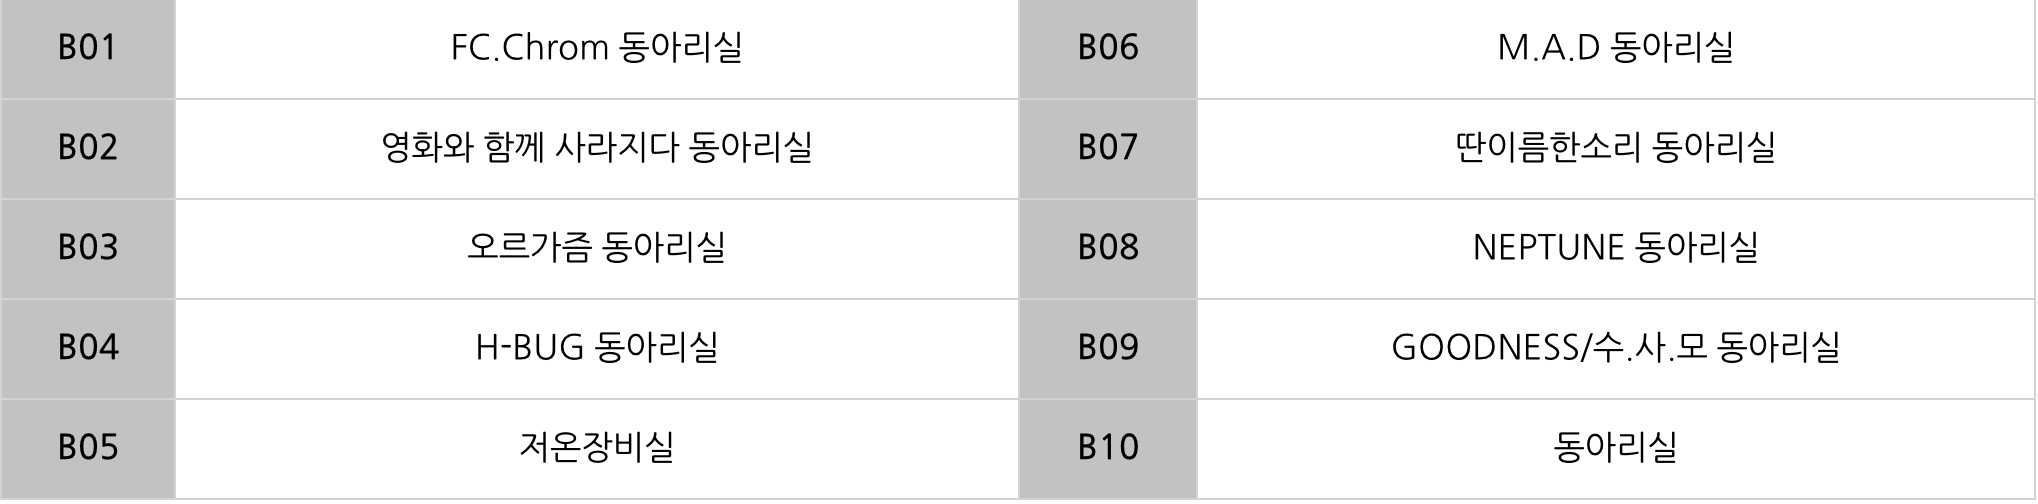 B01 FC.Chrom 동아리실 B06 M.A.D 동아리실
B02 영화와 함께 사라지다 동아리실 B07 딴이름한소리 동아리실
B03 오르가즘 동아리실 B08 NEPTUNE 동아리실
B04 H-BUG 동아리실 B09 GOODNESS/수.사.모 동아리실
B05 저온장비실 B10 동아리실